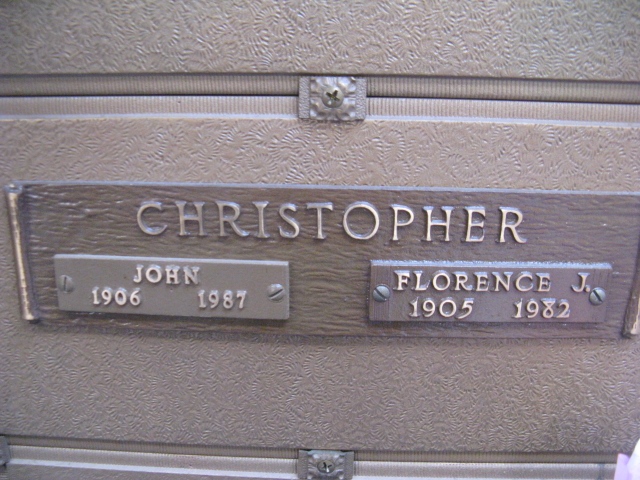 CHRISTOPHER
JOHN
1906 1987
FLORENCE J.
1905 1982